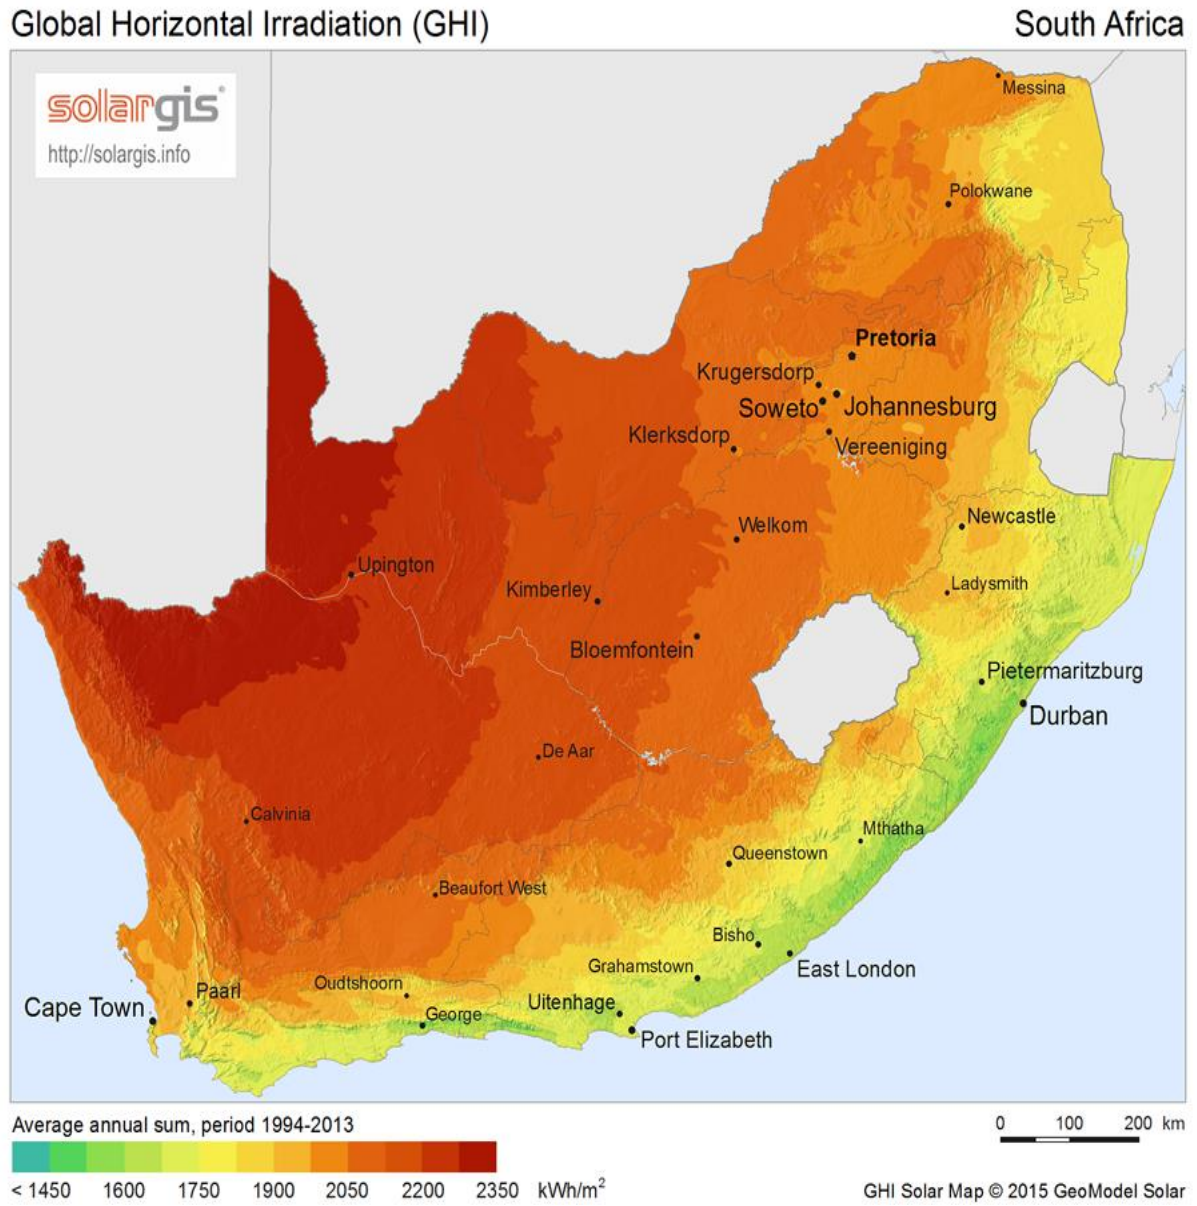 Global Horizontal Irradiation (GHI)
South Africa
solargis
http://solargis.info
Messina
Polokwane
Pretoria
Krugersdorp
Soweto
Johannesburg
Klerksdorp
Vereeniging
Welkom
Newcastle
Upington
Kimberley
Ladysmith
Bloemfontein
Pietermaritzburg
Durban
De Aar
Calvinia
Mthatha
Queenstown
Beaufort West
Bisho
Grahamstown
East London
Oudtshoorn
Paarl
Cape Town
Uitenhage
George
Port Elizabeth
Average annual sum, period 1994-2013
0 100 200 km
< 1450 1600 1750 1900 2050 2200 2350 kWh/m²
GHI Solar Map © 2015 GeoModel Solar